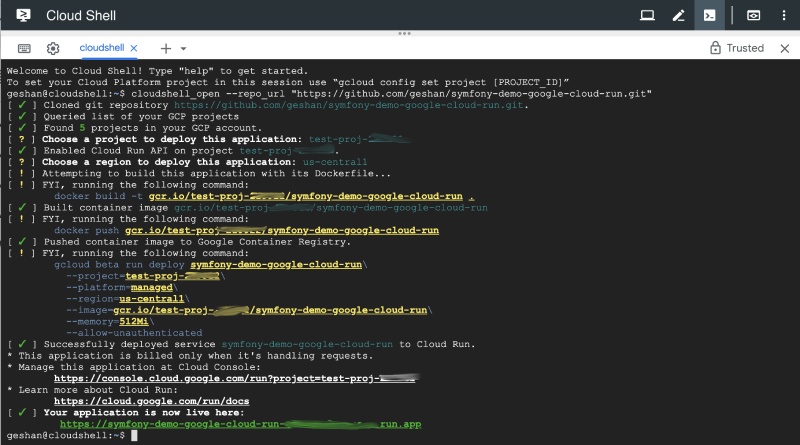 Cloud Shell
cloudshell
Trusted
Welcome to Cloud Shell! Type "help" to get started.
To set your Cloud Platform project in this session use “gcloud config set project [PROJECT_ID]”
geshan@cloudshell:~$ cloudshell_open --repo_url "https://github.com/geshan/symfony-demo-google-cloud-run.git"
[ ✓ ] Cloned git repository https://github.com/geshan/symfony-demo-google-cloud-run.git.
[ ✓ ] Queried list of your GCP projects
[ ✓ ] Found 5 projects in your GCP account.
[ ? ] Choose a project to deploy this application: test-proj-
[ ✓ ] Enabled Cloud Run API on project test-proj- .
[ ? ] Choose a region to deploy this application: us-central1
[ ! ] Attempting to build this application with its Dockerfile...
[ ! ] FYI, running the following command:
docker build -t gcr.io/test-proj- /symfony-demo-google-cloud-run .
[ ✓ ] Built container image gcr.io/test-proj- /symfony-demo-google-cloud-run
[ ! ] FYI, running the following command:
docker push gcr.io/test-proj- /symfony-demo-google-cloud-run
[ ✓ ] Pushed container image to Google Container Registry.
[ ! ] FYI, running the following command:
gcloud beta run deploy symfony-demo-google-cloud-run\
--project=test-proj- \
--platform=managed\
--region=us-central1\
--image=gcr.io/test-proj- /symfony-demo-google-cloud-run\
--memory=512Mi\
--allow-unauthenticated
[ ✓ ] Successfully deployed service symfony-demo-google-cloud-run to Cloud Run.
* This application is billed only when it's handling requests.
* Manage this application at Cloud Console:
https://console.cloud.google.com/run?project=test-proj-
* Learn more about Cloud Run:
https://cloud.google.com/run/docs
[ ✓ ] Your application is now live here:
https://symfony-demo-google-cloud-run- run.app
geshan@cloudshell:~$